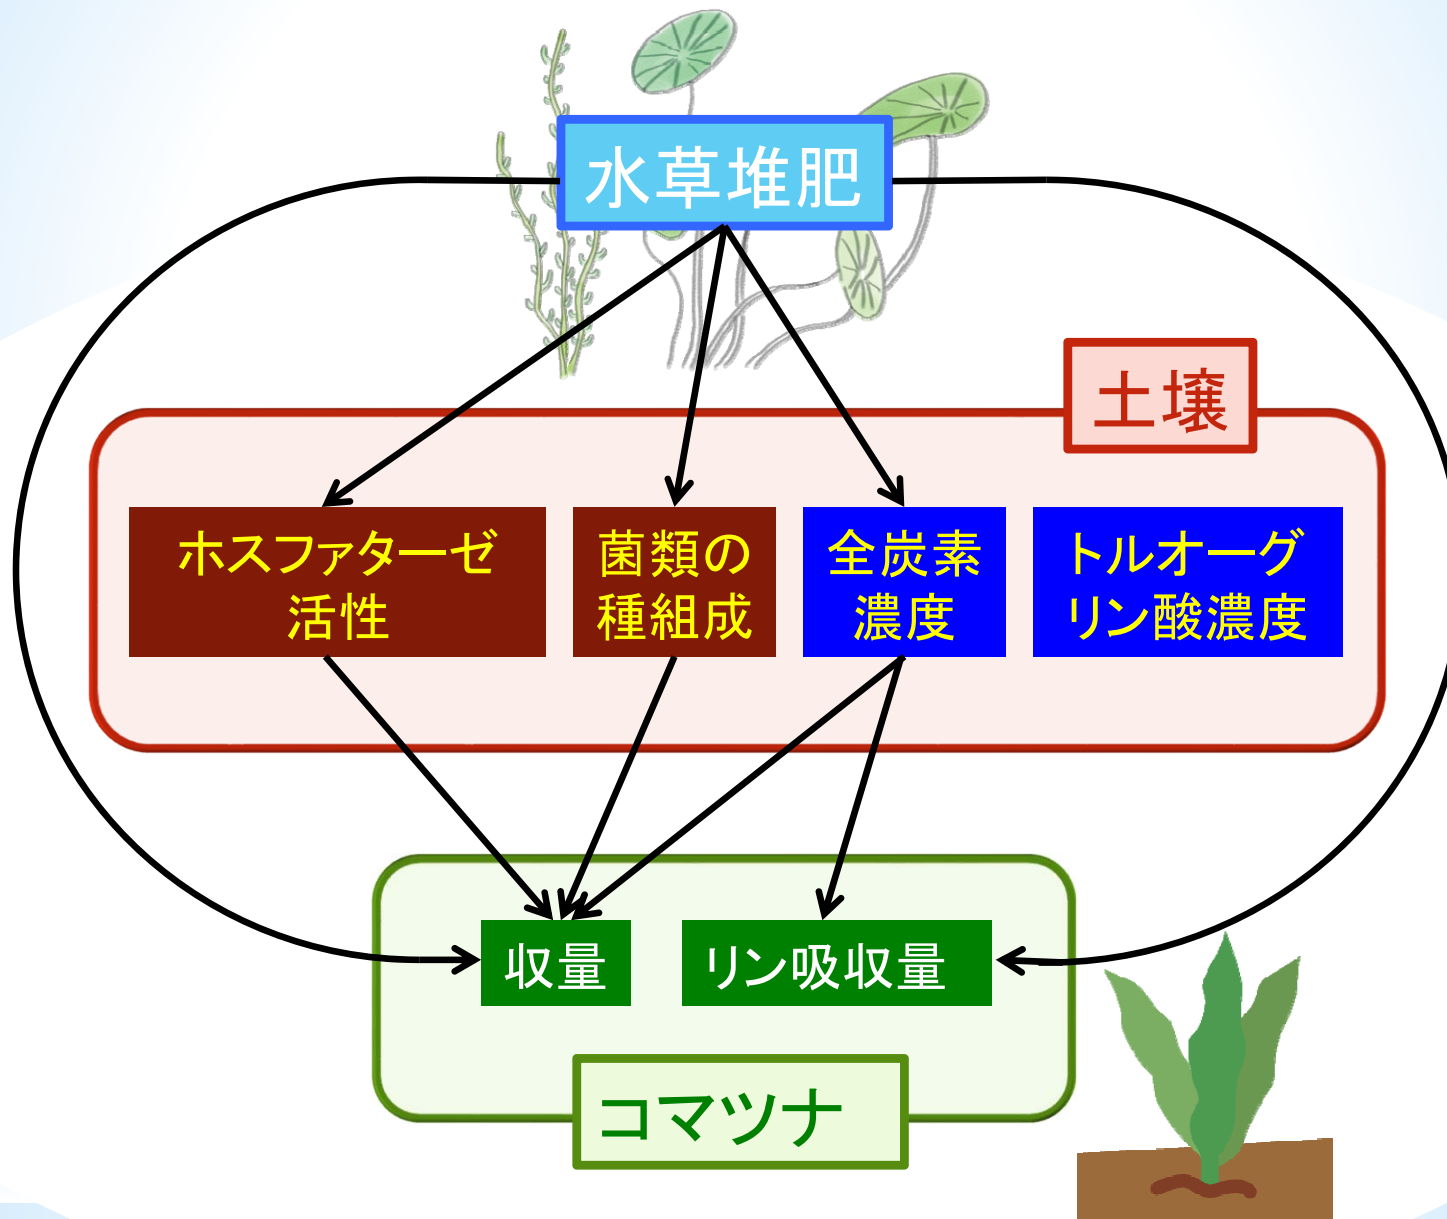 水草堆肥
土壌
ホスファターゼ
活性
菌類の
種組成
全炭素
濃度
トルオーグ
リン酸濃度
収量
リン吸収量
コマツナ